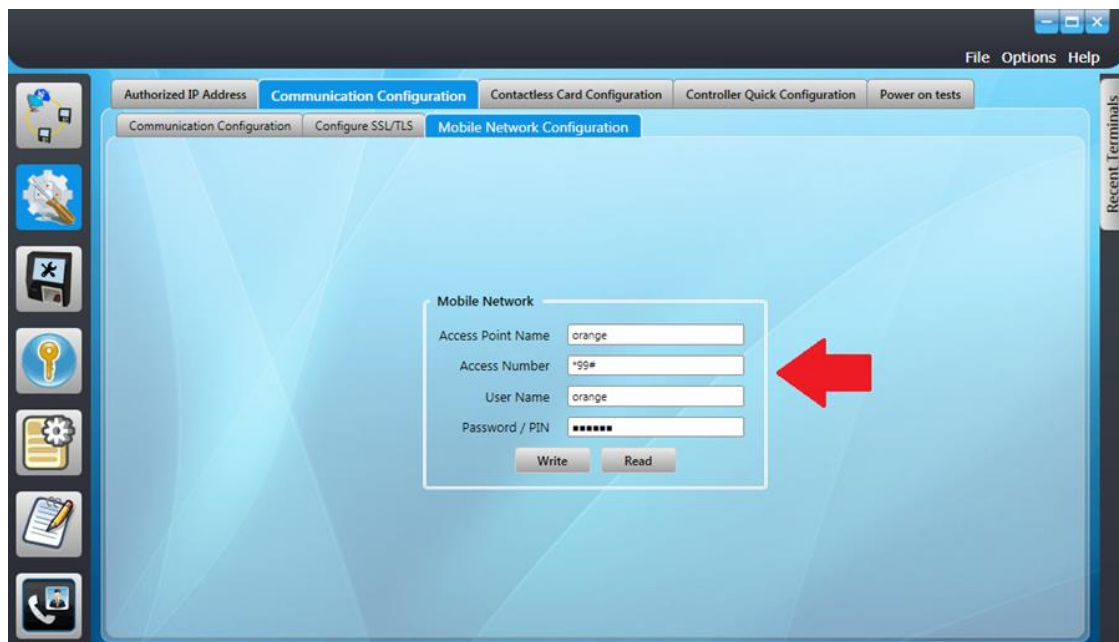 File Options Help
Authorized IP Address Communication Configuration Contactless Card Configuration Controller Quick Configuration Power on tests
Communication Configuration Configure SSL/TLS Mobile Network Configuration
Recent Terminals
Mobile Network
Access Point Name orange
Access Number *99#
User Name orange
Password / PIN ▪▪▪▪▪▪
Write Read